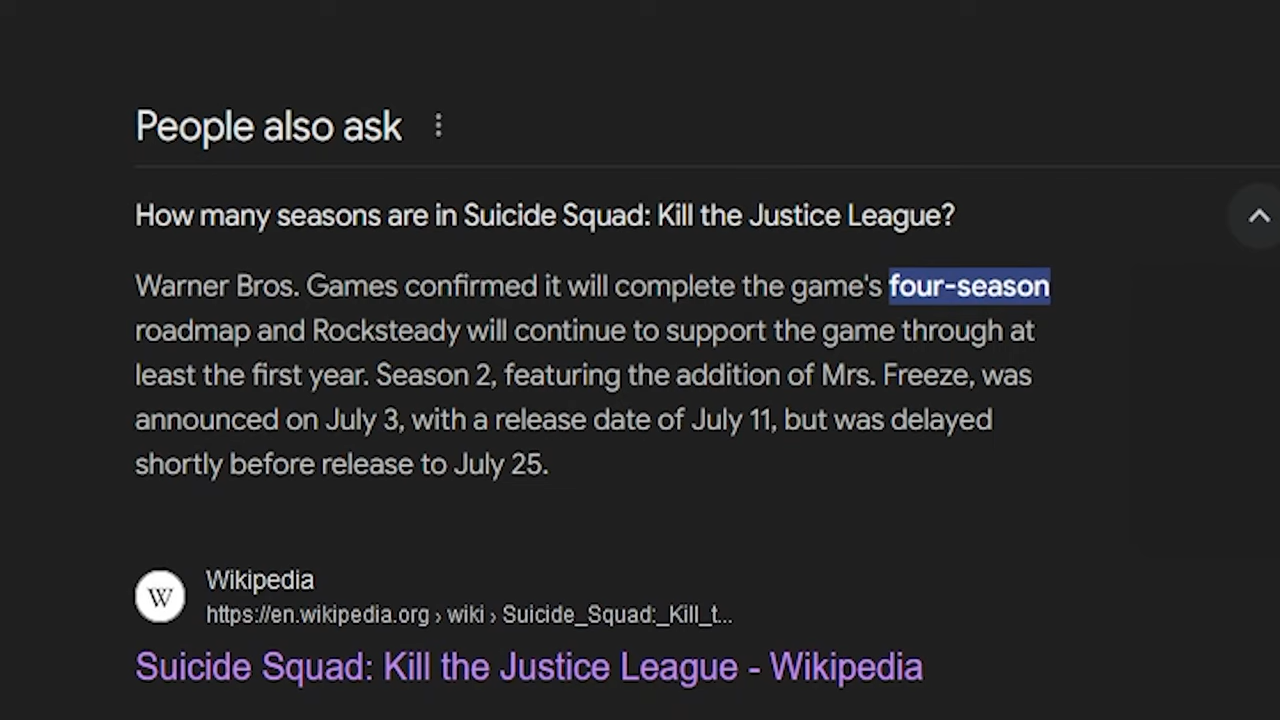 People also ask
How many seasons are in Suicide Squad: Kill the Justice League?
Warner Bros. Games confirmed it will complete the game's four-season
roadmap and Rocksteady will continue to support the game through at
least the first year. Season 2, featuring the addition of Mrs. Freeze, was
announced on July 3, with a release date of July 11, but was delayed
shortly before release to July 25.
W
Wikipedia
https://en.wikipedia.org › wiki › Suicide_Squad:_Kill_t...
Suicide Squad: Kill the Justice League - Wikipedia